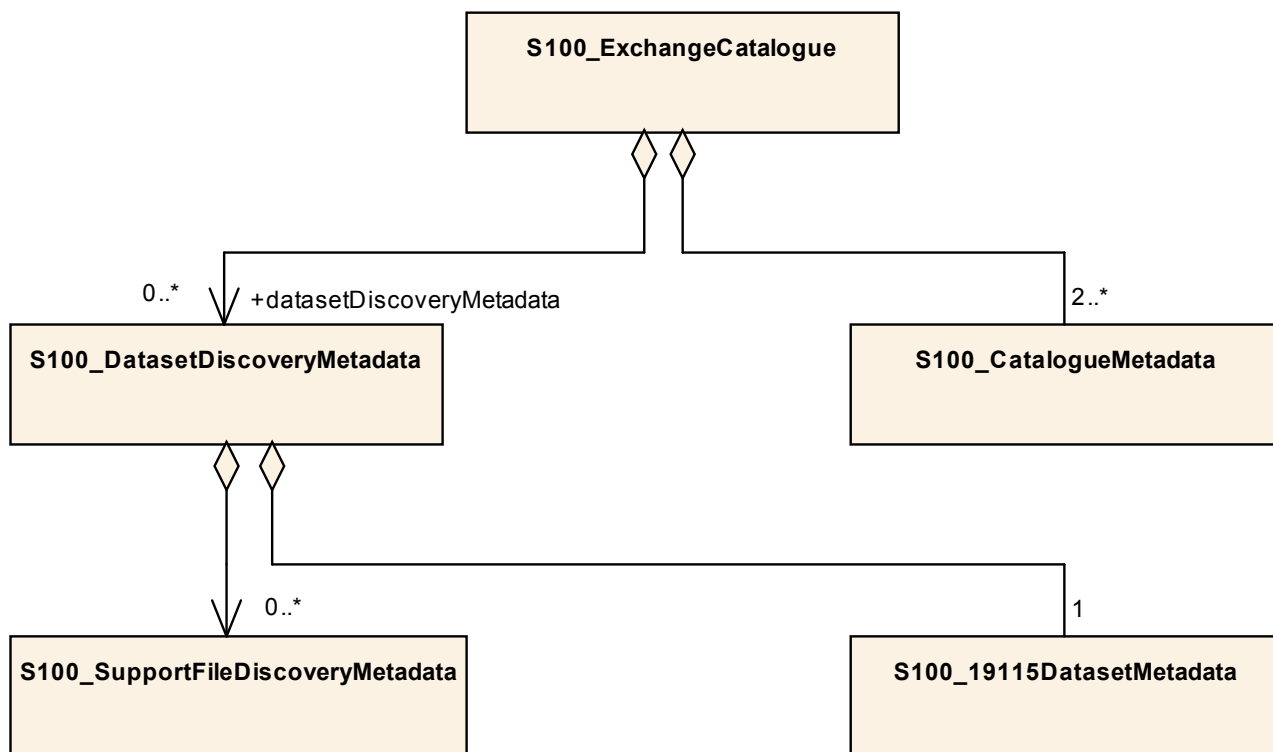 S100_ExchangeCatalogue
0..*
+datasetDiscoveryMetadata
2..*
S100_DatasetDiscoveryMetadata
S100_CatalogueMetadata
0..*
1
S100_SupportFileDiscoveryMetadata
S100_19115DatasetMetadata